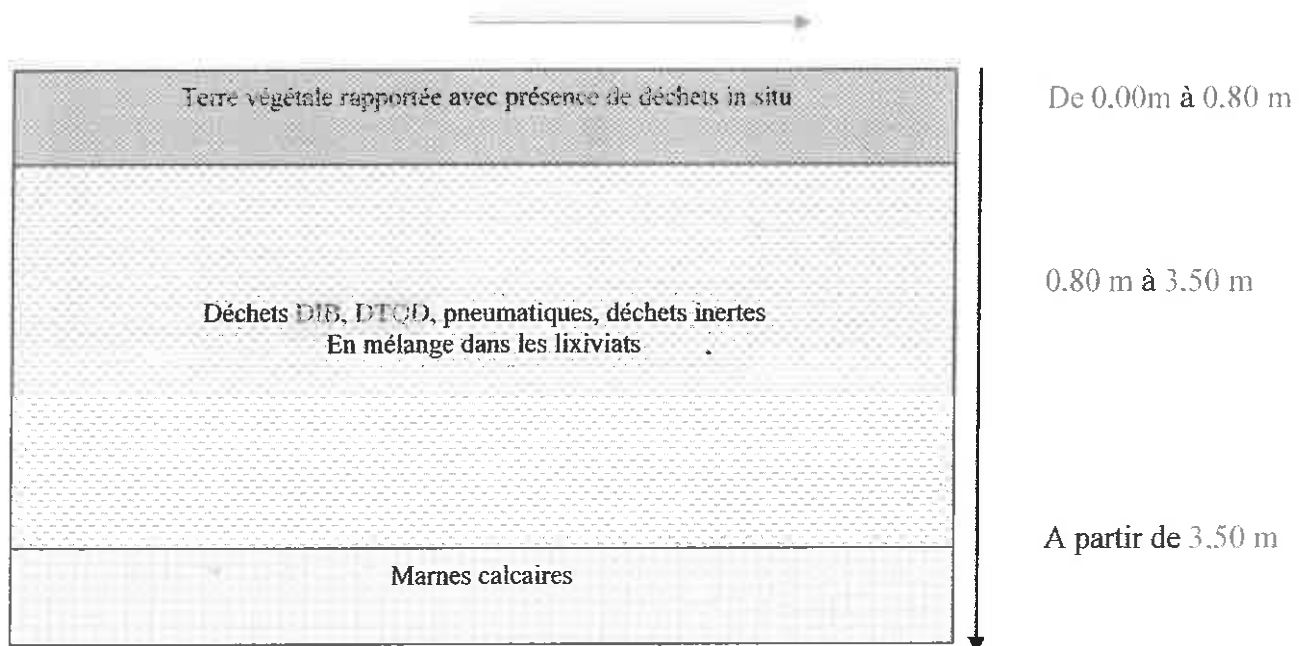 Terre végétale rapportée avec présence de déchets in situ
De 0.00m à 0.80 m
Déchets DIB, DTQD, pneumatiques, déchets inertes
En mélange dans les lixiviats
0.80 m à 3.50 m
A partir de 3.50 m
Marnes calcaires